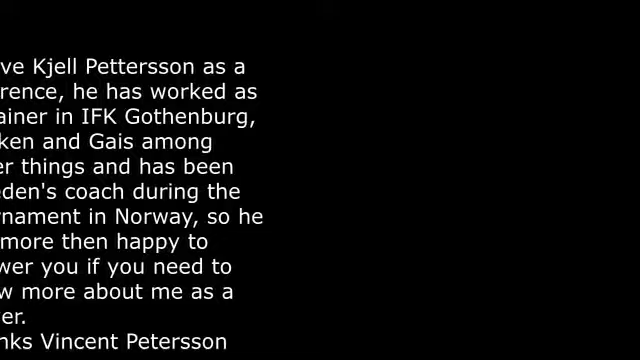 ve Kjell Pettersson as a
rence, he has worked as
ainer in IFK Gothenburg,
ken and Gais among
er things and has been
eden's coach during the
rnament in Norway, so he
more then happy to
wer you if you need to
w more about me as a
er.
nks Vincent Petersson